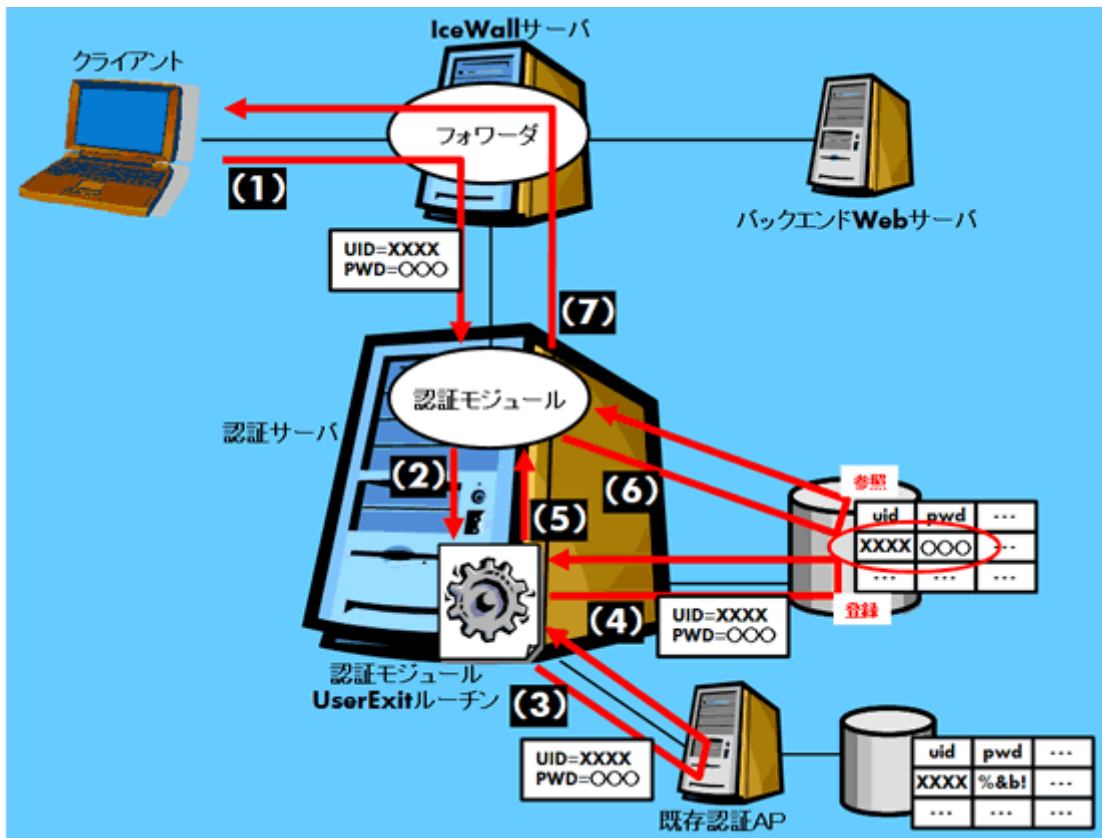 IceWallサーバ
クライアント
フォワーダ
(1)
バックエンドWebサーバ
UID=XXXX
PWD=○○○
(7)
認証モジュール
認証サーバ
(2)
(6)
(5)
参照
uid pwd ---
XXXX ○○○ ---
--- --- ---
登録
(4)
UID=XXXX
PWD=○○○
認証モジュール
UserExitルーチン
(3)
UID=XXXX
PWD=○○○
既存認証AP
uid pwd ---
XXXX %&b! ---
--- --- ---